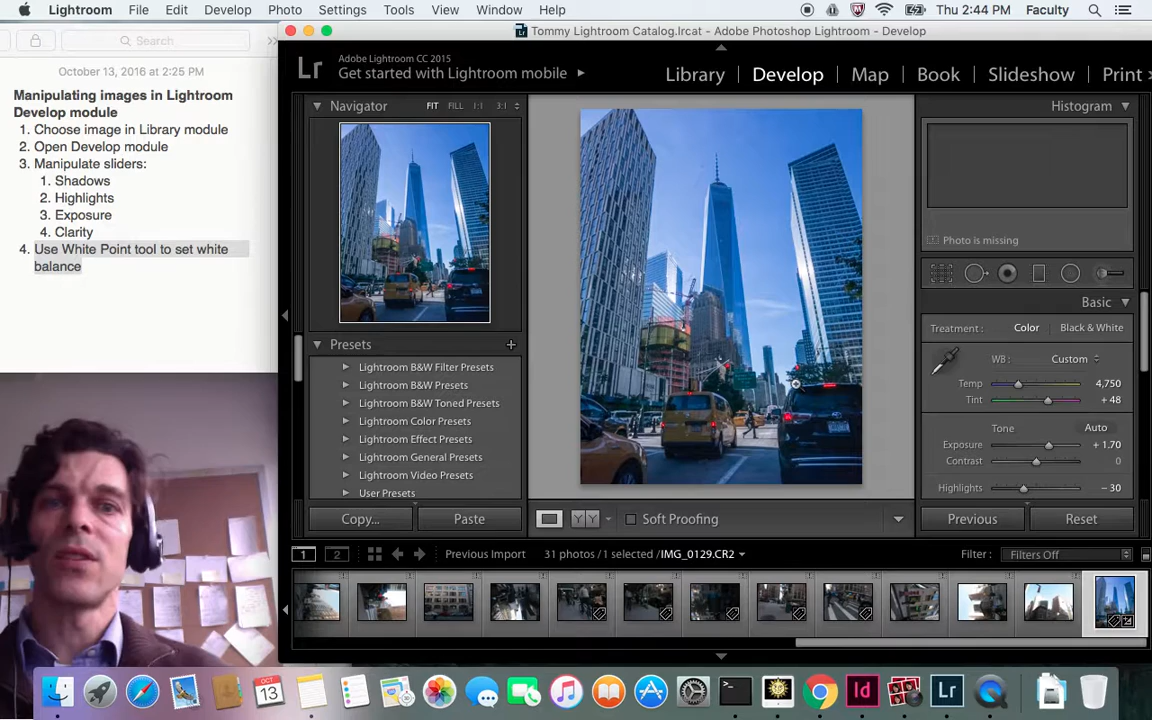 Lightroom File Edit Develop Photo Settings Tools View Window Help Thu 2:44 PM Faculty
Search
October 13, 2016 at 2:25 PM
Manipulating images in Lightroom
Develop module
1. Choose image in Library module
2. Open Develop module
3. Manipulate sliders:
1. Shadows
2. Highlights
3. Exposure
4. Clarity
4. Use White Point tool to set white
balance
Lr Tommy Lightroom Catalog.lrcat - Adobe Photoshop Lightroom - Develop
Lr
Adobe Lightroom CC 2015
Get started with Lightroom mobile
Library Develop Map Book Slideshow Print
Navigator FIT FILL 1:1 3:1
Presets +
Lightroom B&W Filter Presets
Lightroom B&W Presets
Lightroom B&W Toned Presets
Lightroom Color Presets
Lightroom Effect Presets
Lightroom General Presets
Lightroom Video Presets
User Presets
Copy... Paste
Y Y Soft Proofing
Histogram
! Photo is missing
Basic
Treatment : Color Black & White
WB : Custom
Temp 4,750
Tint + 48
Tone Auto
Exposure + 1.70
Contrast 0
Highlights − 30
Previous Reset
1 2 Previous Import 31 photos / 1 selected / IMG_0129.CR2 Filter : Filters Off
OCT
13 Id Lr